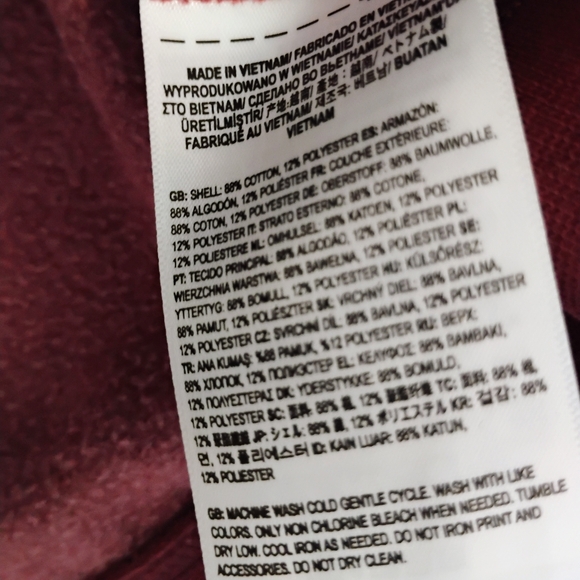 MADE IN VIETNAM/ FABRICADO EN VIETNAM/
WYPRODUKOWANO W WIETNAMIE/ ΚΑΤΑΣΚΕΥΑΖ
ΣΤΟ ΒΙΕΤΝΑΜ/ СДЕЛАНО ВО ВЬЕТНАМЕ/ VIETNAM'DA
ÜRETİLMİŞTİR/ 产地:越南/ 產地:越南/ ベトナム製/
FABRIQUÉ AU VIETNAM/ 제조국: 베트남/ BUATAN
VIETNAM
GB: SHELL: 88% COTTON, 12% POLYESTER ES: ARMAZÓN:
88% ALGODÓN, 12% POLIÉSTER FR: COUCHE EXTÉRIEURE:
88% COTON, 12% POLYESTER DE: OBERSTOFF: 88% BAUMWOLLE,
12% POLYESTER IT: STRATO ESTERNO: 88% COTONE,
12% POLIESTERE NL: OMHULSEL: 88% KATOEN, 12% POLYESTER
PT: TECIDO PRINCIPAL: 88% ALGODÃO, 12% POLIÉSTER PL:
WIERZCHNIA WARSTWA: 88% BAWEŁNA, 12% POLIESTER SE:
YTTERTYG: 88% BOMULL, 12% POLYESTER HU: KÜLSŐRÉSZ:
88% PAMUT, 12% POLIÉSZTER SK: VRCHNÝ DIEL: 88% BAVLNA,
12% POLYESTER CZ: SVRCHNÍ DÍL: 88% BAVLNA, 12% POLYESTER
TR: ANA KUMAŞ: %88 PAMUK, %12 POLYESTER RU: ВЕРХ:
88% ХЛОПОК, 12% ПОЛИЭСТЕР EL: ΚΕΛΥΦΟΣ: 88% ΒΑΜΒΑΚΙ,
12% ΠΟΛΥΕΣΤΕΡΑΣ DK: YDERSTYKKE: 88% BOMULD,
12% POLYESTER SC: 面料: 88% 棉, 12% 聚酯纤维 TC: 面料: 88% 棉,
12% 聚酯纖維 JP: シェル: 88% 綿, 12% ポリエステル KR: 겉감: 88%
면, 12% 폴리에스터 ID: KAIN LUAR: 88% KATUN,
12% POLIESTER
GB: MACHINE WASH COLD GENTLE CYCLE. WASH WITH LIKE
COLORS. ONLY NON CHLORINE BLEACH WHEN NEEDED. TUMBLE
DRY LOW. COOL IRON AS NEEDED. DO NOT IRON PRINT AND
ACCESSORIES. DO NOT DRY CLEAN.